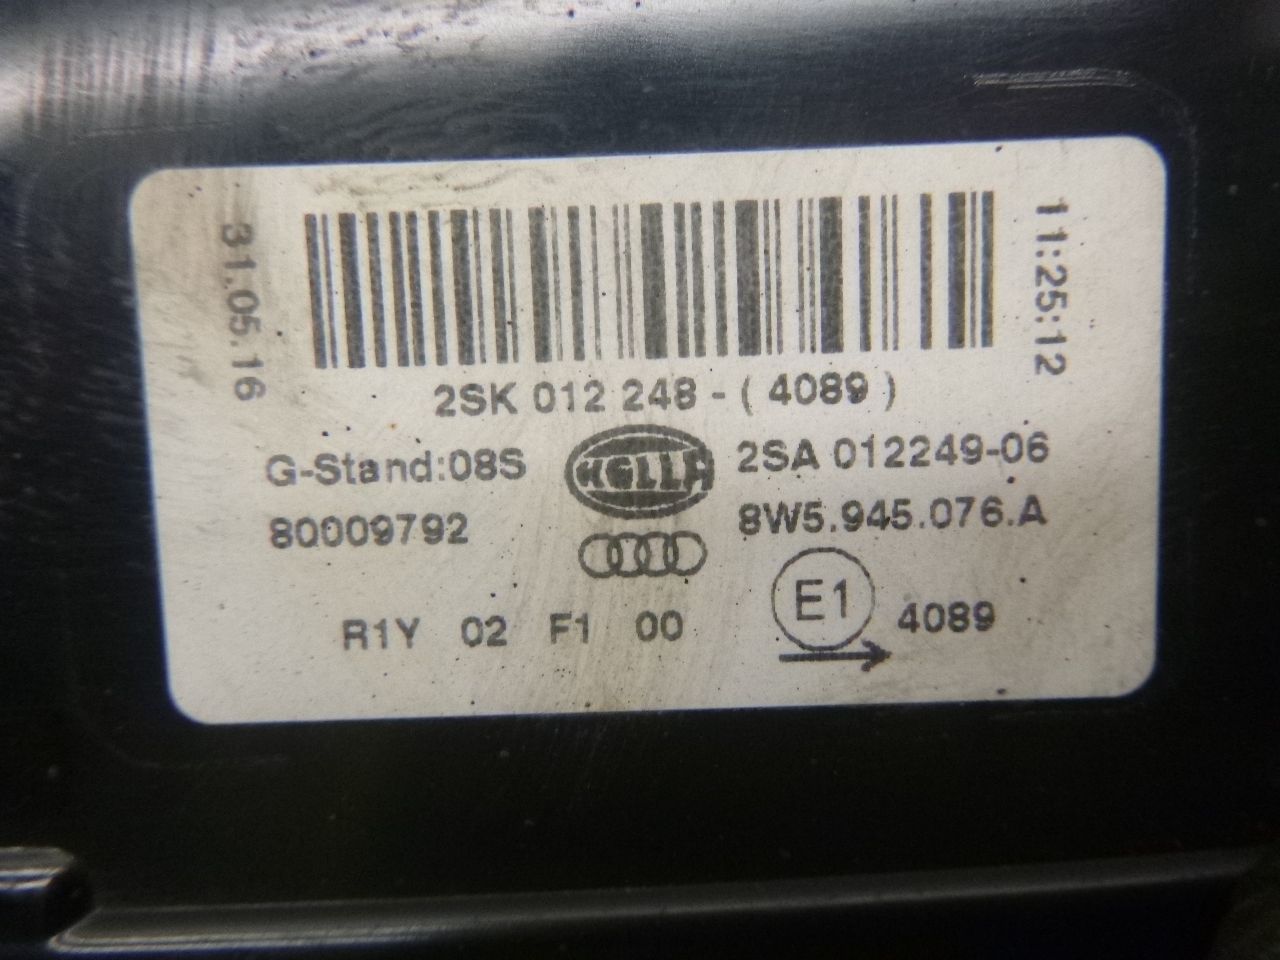 31.05.16
11:25:12
2SK 012 248 - ( 4089 )
G-Stand:08S
HELLA
2SA 012249-06
80009792
8W5.945.076.A
R1Y 02 F1 00
E1
4089